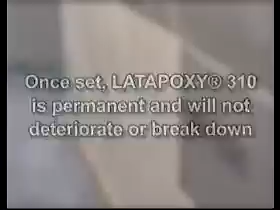 Once set, LATAPOXY® 310
is permanent and will not
deteriorate or break down